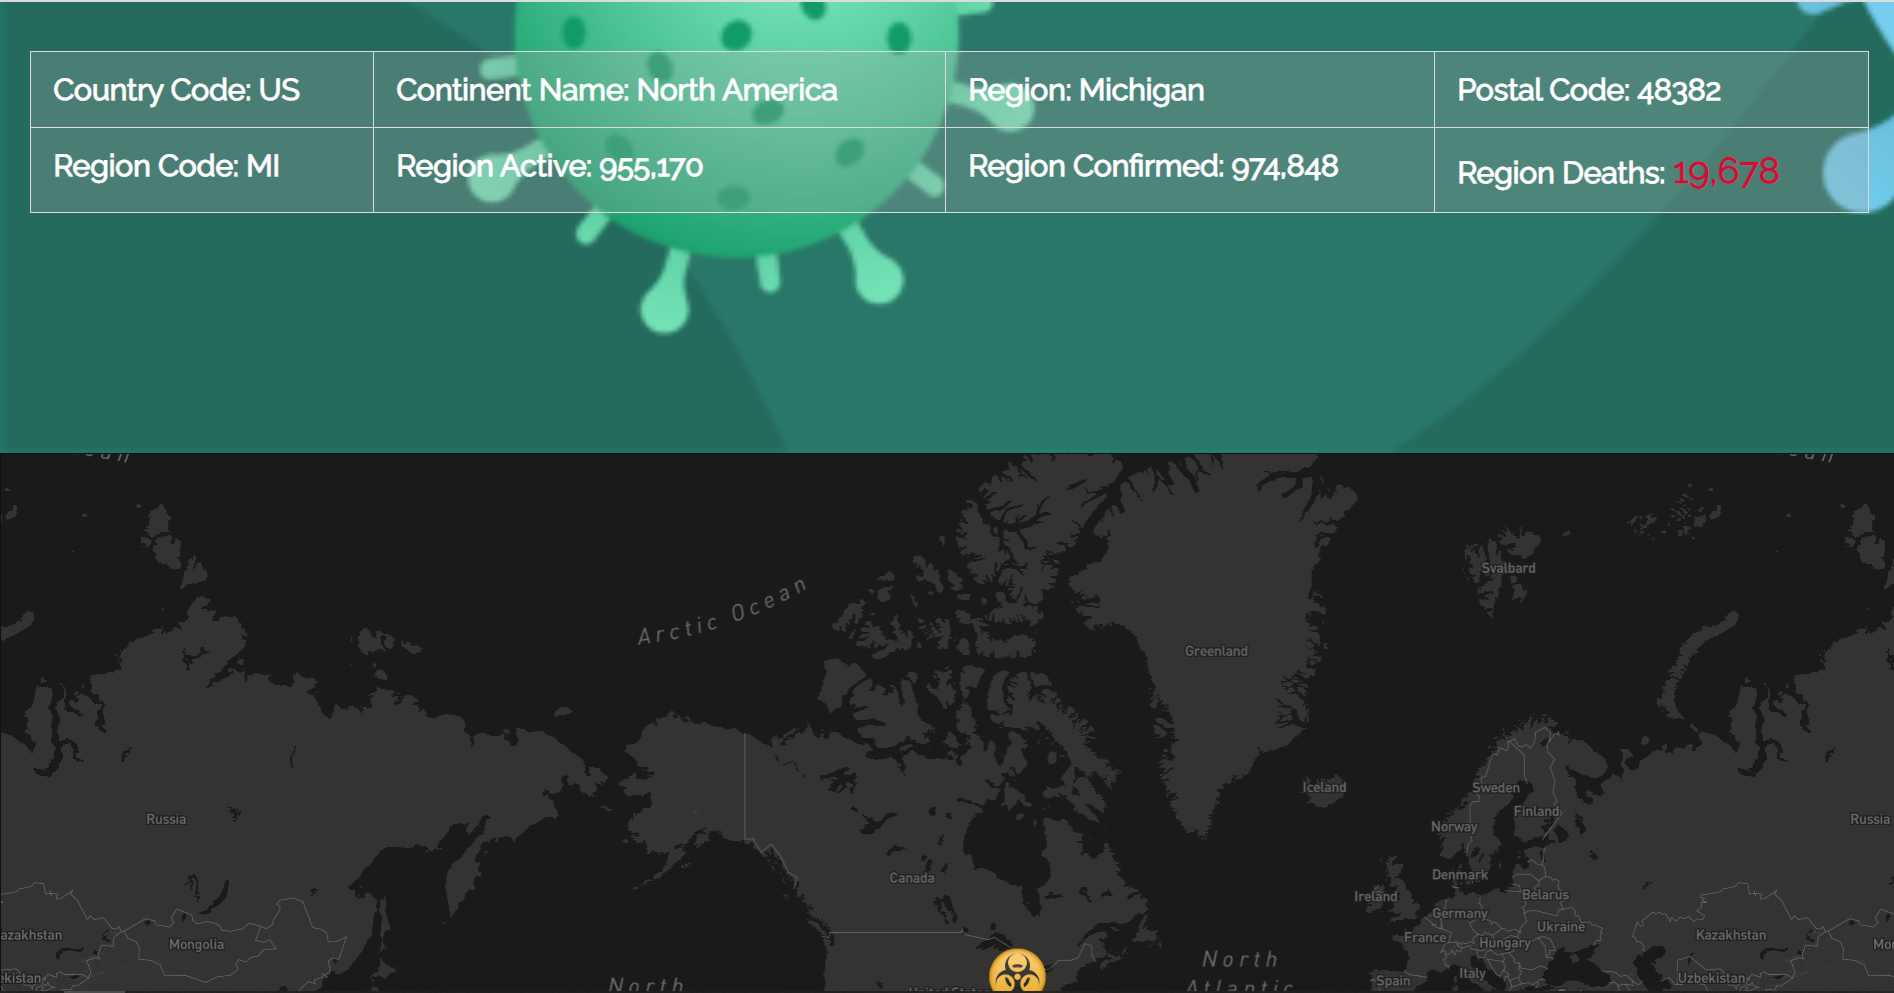 Country Code: US
Continent Name: North America
Region: Michigan
Postal Code: 48382
Region Code: MI
Region Active: 955,170
Region Confirmed: 974,848
Region Deaths: 19,678
Svalbard
Arctic Ocean
Greenland
Iceland
Sweden
Finland
Russia
Norway
Russia
Canada
Denmark
Belarus
Ireland
Germany
Ukraine
azakhstan
Mongolia
France
Hungary
Kazakhstan
Mo
North
Atlantic
Italy
ekistan
Spain
Uzbekistan
North
United States